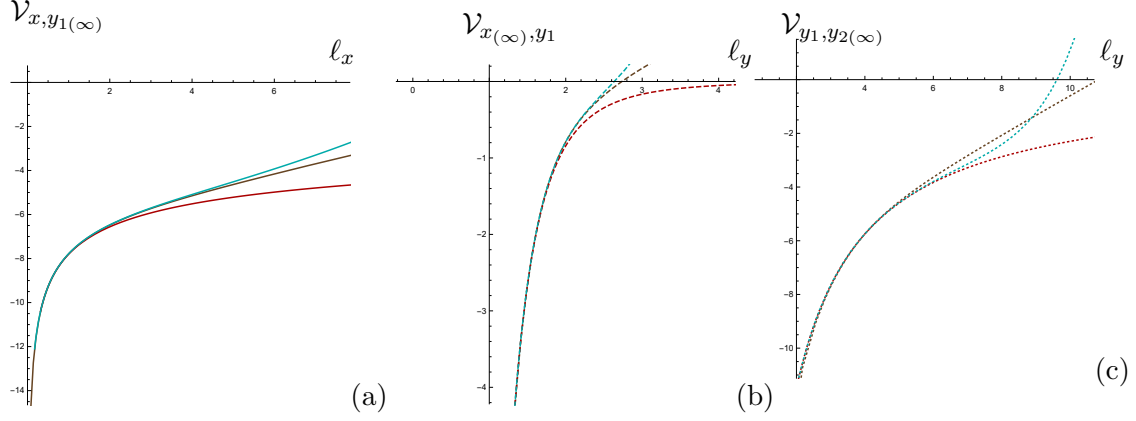 𝒱_{x,y_{1(∞)}} 𝒱_{x_{(∞)},y_1} 𝒱_{y_1,y_{2(∞)}}
ℓ_x ℓ_y ℓ_y
2 4 6
-2
-4
-6
-8
-10
-12
-14
(a)
0 1 2 3 4
-1
-2
-3
-4
(b)
4 6 8 10
-2
-4
-6
-8
-10
(c)